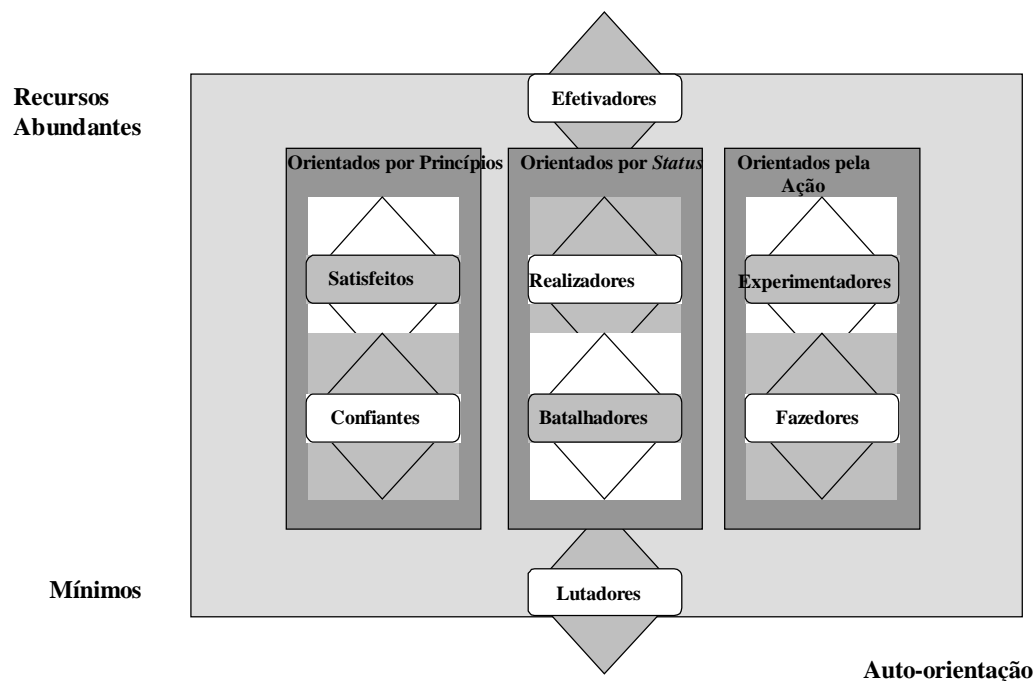 Recursos
Abundantes
Efetivadores
Orientados por Princípios
Orientados por Status
Orientados pela
Ação
Satisfeitos
Realizadores
Experimentadores
Confiantes
Batalhadores
Fazedores
Mínimos
Lutadores
Auto-orientação